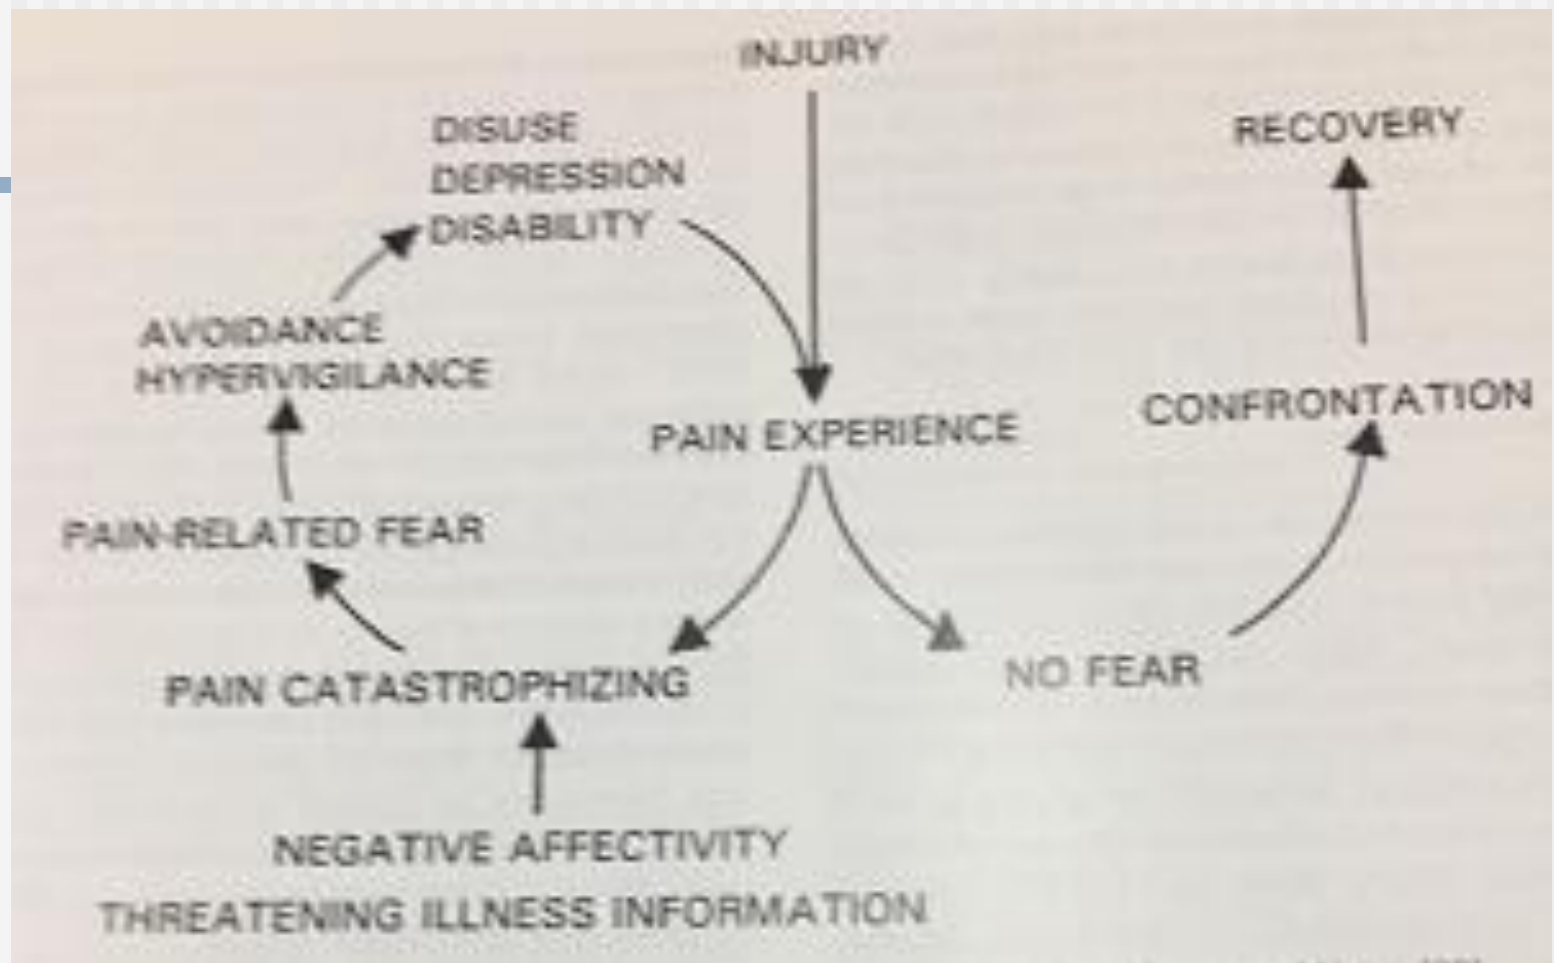 INJURY
DISUSE
DEPRESSION
DISABILITY
RECOVERY
AVOIDANCE
HYPERVIGILANCE
CONFRONTATION
PAIN EXPERIENCE
PAIN-RELATED FEAR
PAIN CATASTROPHIZING
NO FEAR
NEGATIVE AFFECTIVITY
THREATENING ILLNESS INFORMATION